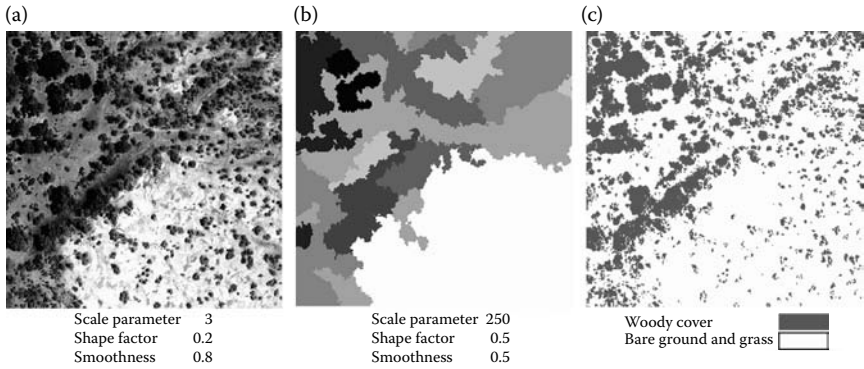 (a)
(b)
(c)
Scale parameter 3
Shape factor 0.2
Smoothness 0.8
Scale parameter 250
Shape factor 0.5
Smoothness 0.5
Woody cover
Bare ground and grass